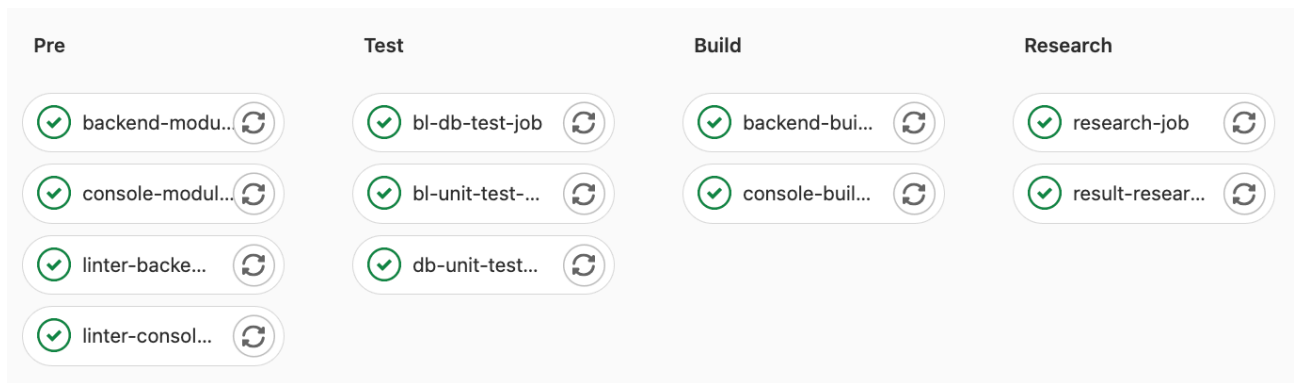 Pre
backend-modu...
console-modul...
linter-backe...
linter-consol...
Test
bl-db-test-job
bl-unit-test-...
db-unit-test...
Build
backend-bui...
console-buil...
Research
research-job
result-resear...